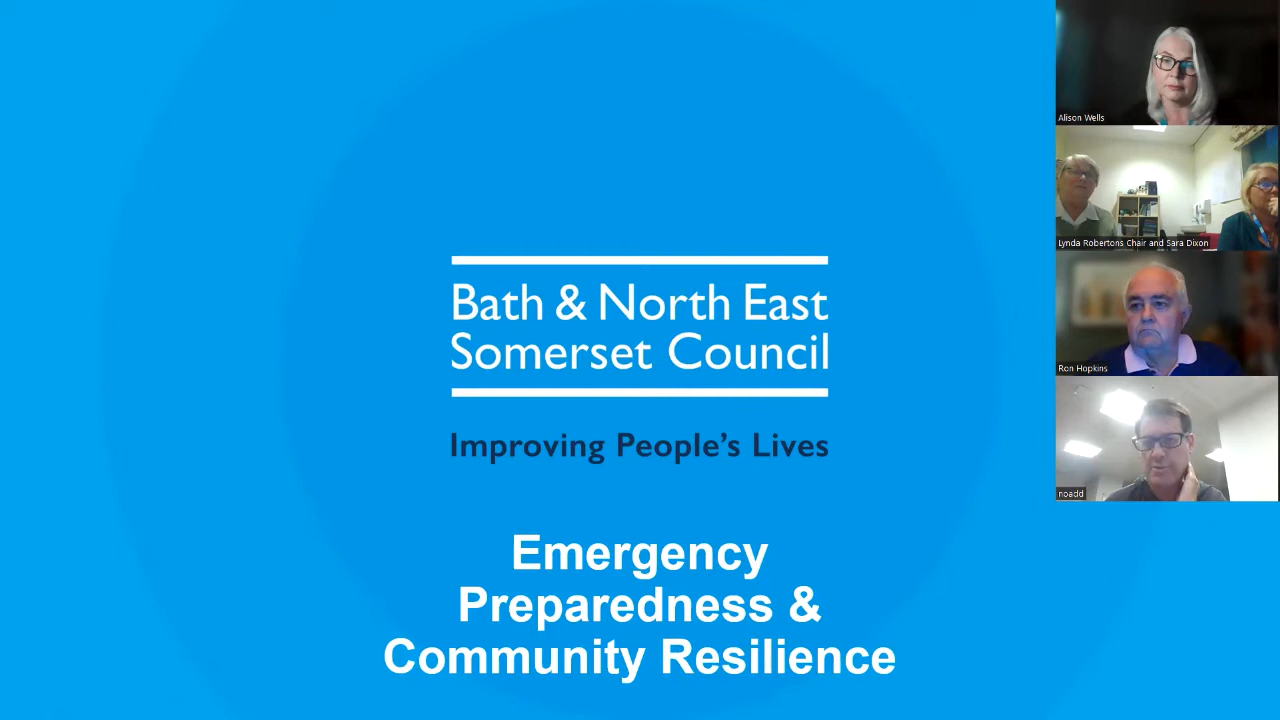 Bath & North East
Somerset Council
Improving People's Lives
Emergency
Preparedness &
Community Resilience
Alison Wells
Lynda Robertons Chair and Sara Dixon
Ron Hopkins
noadd